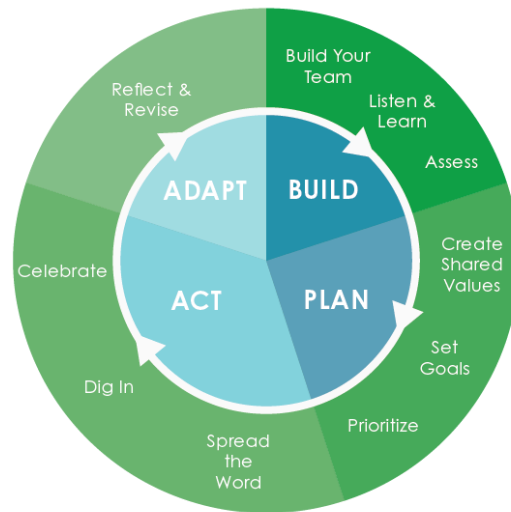 Build Your
Team
Listen &
Learn
Assess
Create
Shared
Values
Set
Goals
Prioritize
Spread
the
Word
Dig In
Celebrate
Reflect &
Revise
ADAPT
BUILD
PLAN
ACT